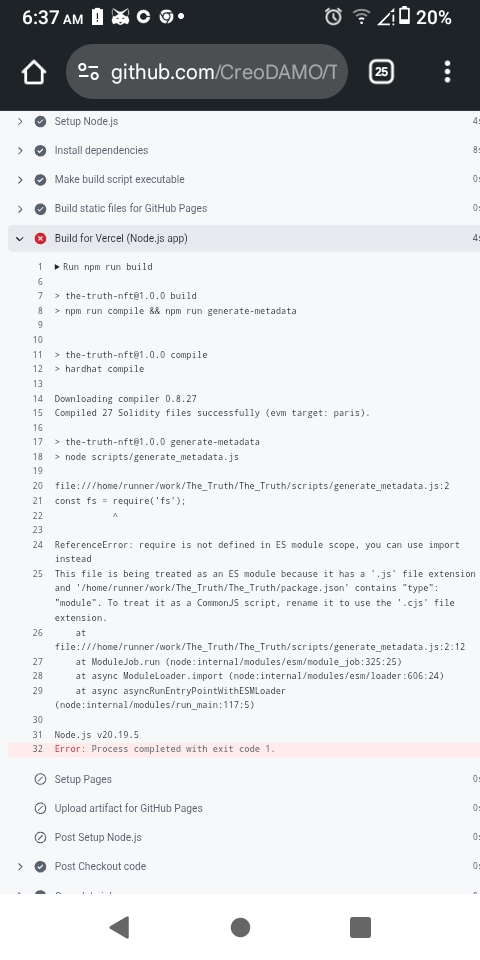 6:37 AM
20%
github.com/CreoDAMO/T
25
Setup Node.js 4s
Install dependencies 8s
Make build script executable 0s
Build static files for GitHub Pages 0s
Build for Vercel (Node.js app) 4s
1 Run npm run build
6
7 > the-truth-nft@1.0.0 build
8 > npm run compile && npm run generate-metadata
9
10
11 > the-truth-nft@1.0.0 compile
12 > hardhat compile
13
14 Downloading compiler 0.8.27
15 Compiled 27 Solidity files successfully (evm target: paris).
16
17 > the-truth-nft@1.0.0 generate-metadata
18 > node scripts/generate_metadata.js
19
20 file:///home/runner/work/The_Truth/The_Truth/scripts/generate_metadata.js:2
21 const fs = require('fs');
22 ^
23
24 ReferenceError: require is not defined in ES module scope, you can use import
instead
25 This file is being treated as an ES module because it has a '.js' file extension
and '/home/runner/work/The_Truth/The_Truth/package.json' contains "type":
"module". To treat it as a CommonJS script, rename it to use the '.cjs' file
extension.
26 at
file:///home/runner/work/The_Truth/The_Truth/scripts/generate_metadata.js:2:12
27 at ModuleJob.run (node:internal/modules/esm/module_job:325:25)
28 at async ModuleLoader.import (node:internal/modules/esm/loader:606:24)
29 at async asyncRunEntryPointWithESMLoader
(node:internal/modules/run_main:117:5)
30
31 Node.js v20.19.5
32 Error: Process completed with exit code 1.
Setup Pages 0s
Upload artifact for GitHub Pages 0s
Post Setup Node.js 0s
Post Checkout code 0s